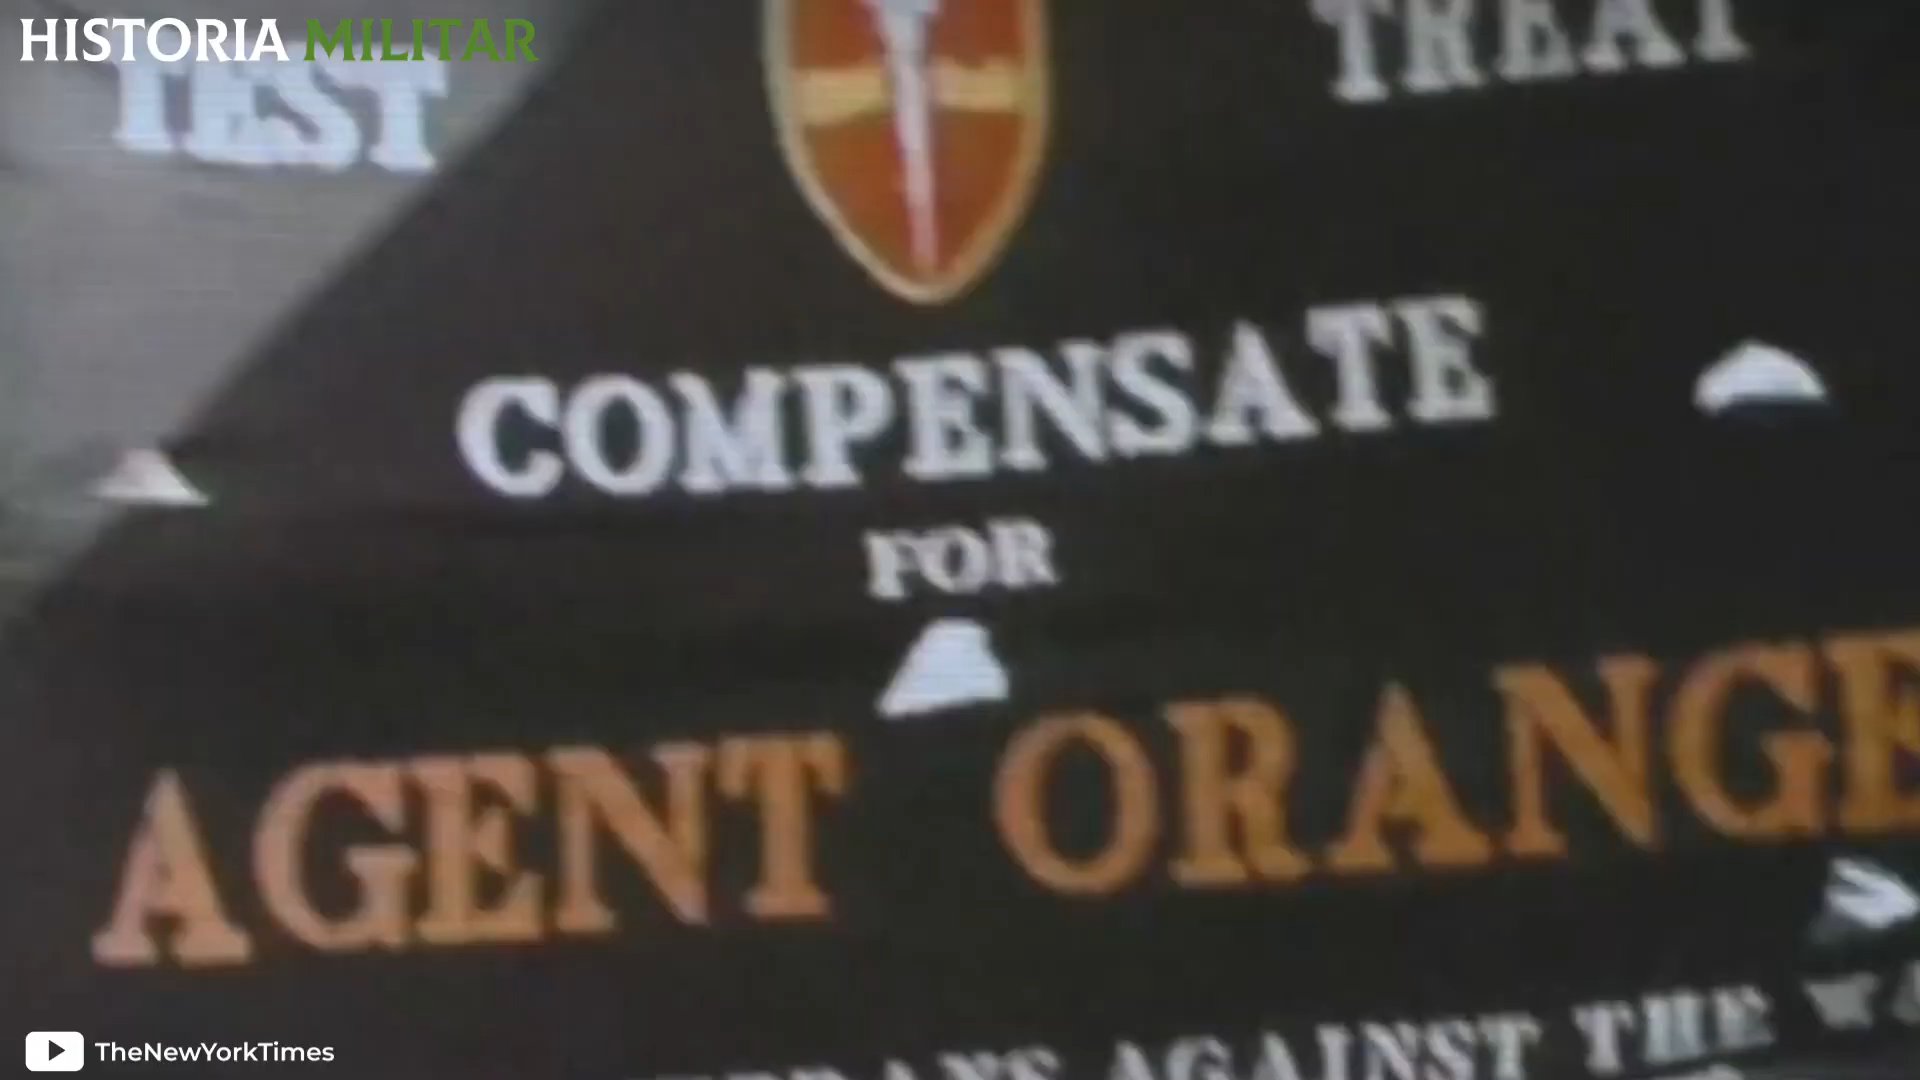 HISTORIA MILITAR
TEST TREAT
COMPENSATE
FOR
AGENT ORANGE
AGAINST THE
TheNewYorkTimes